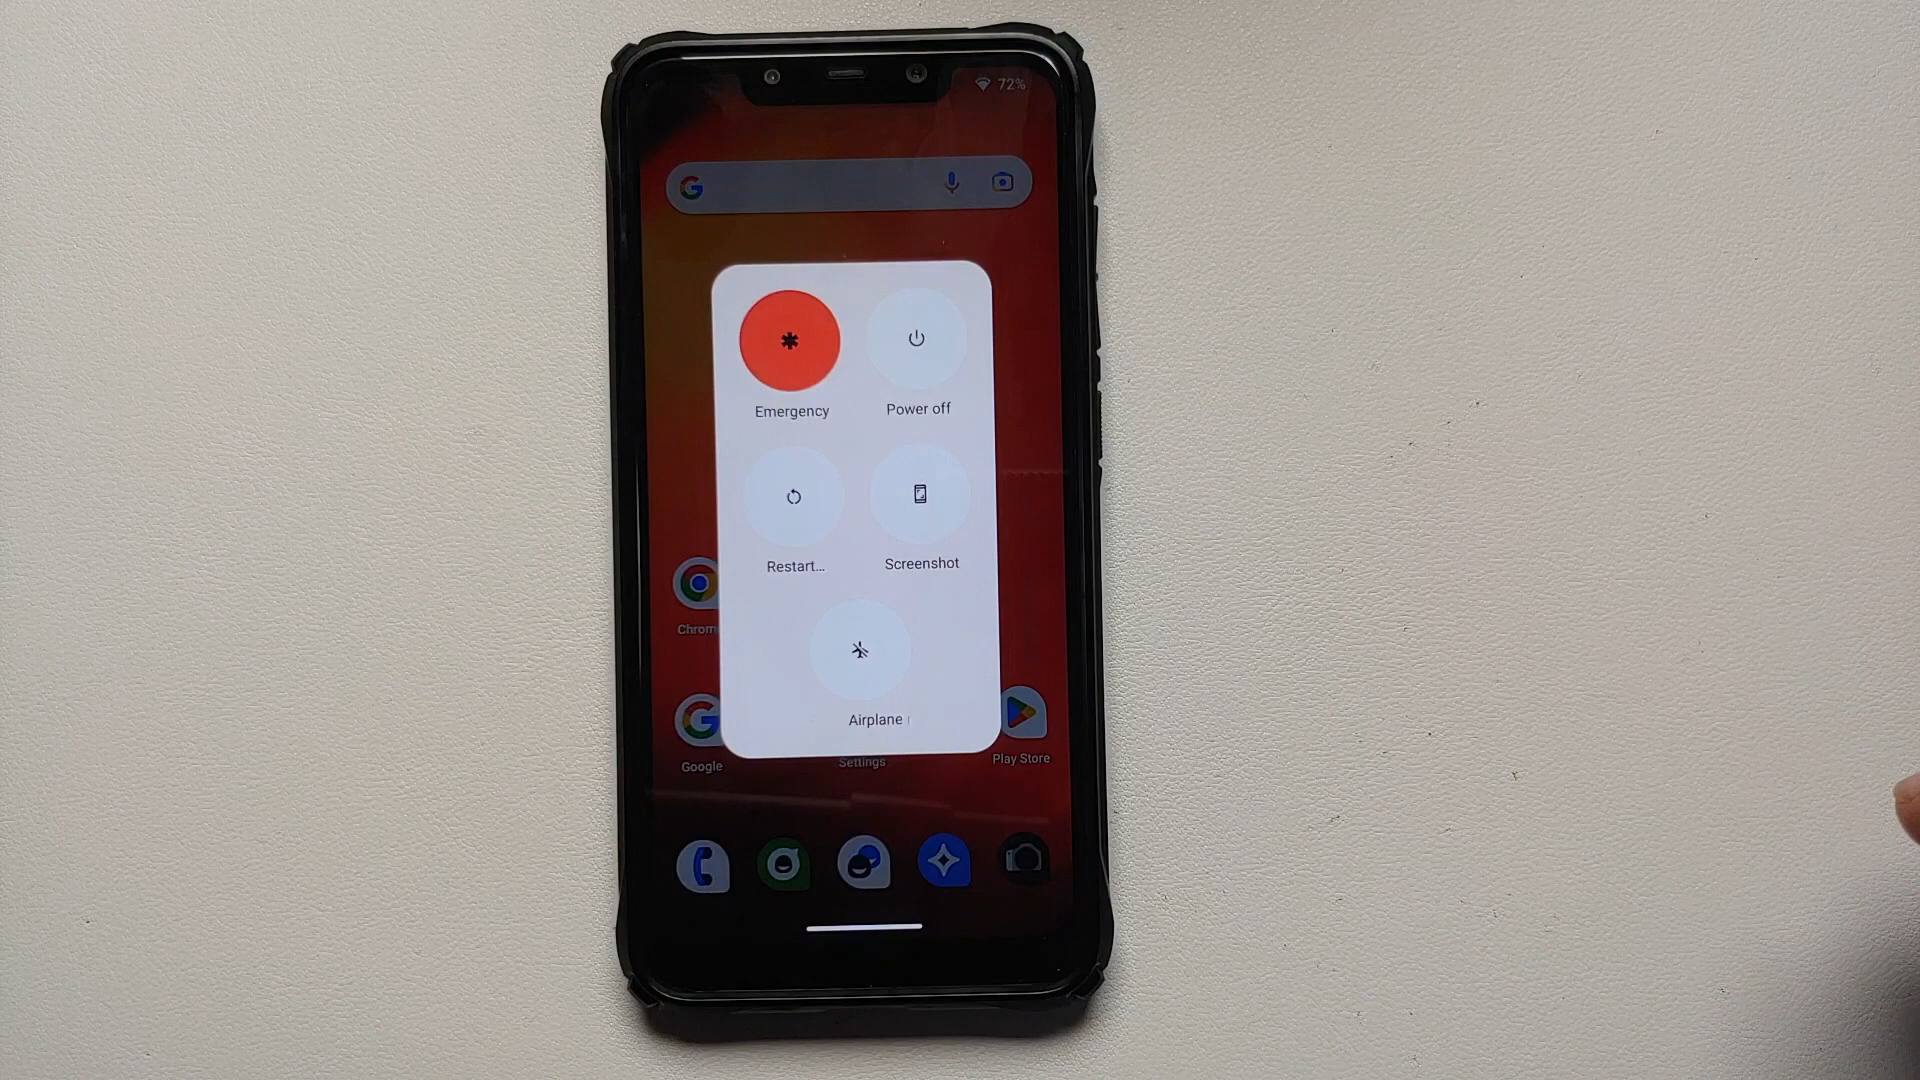 72%
Emergency
Power off
Restart...
Screenshot
Airplane
Chrom
Google
Settings
Play Store